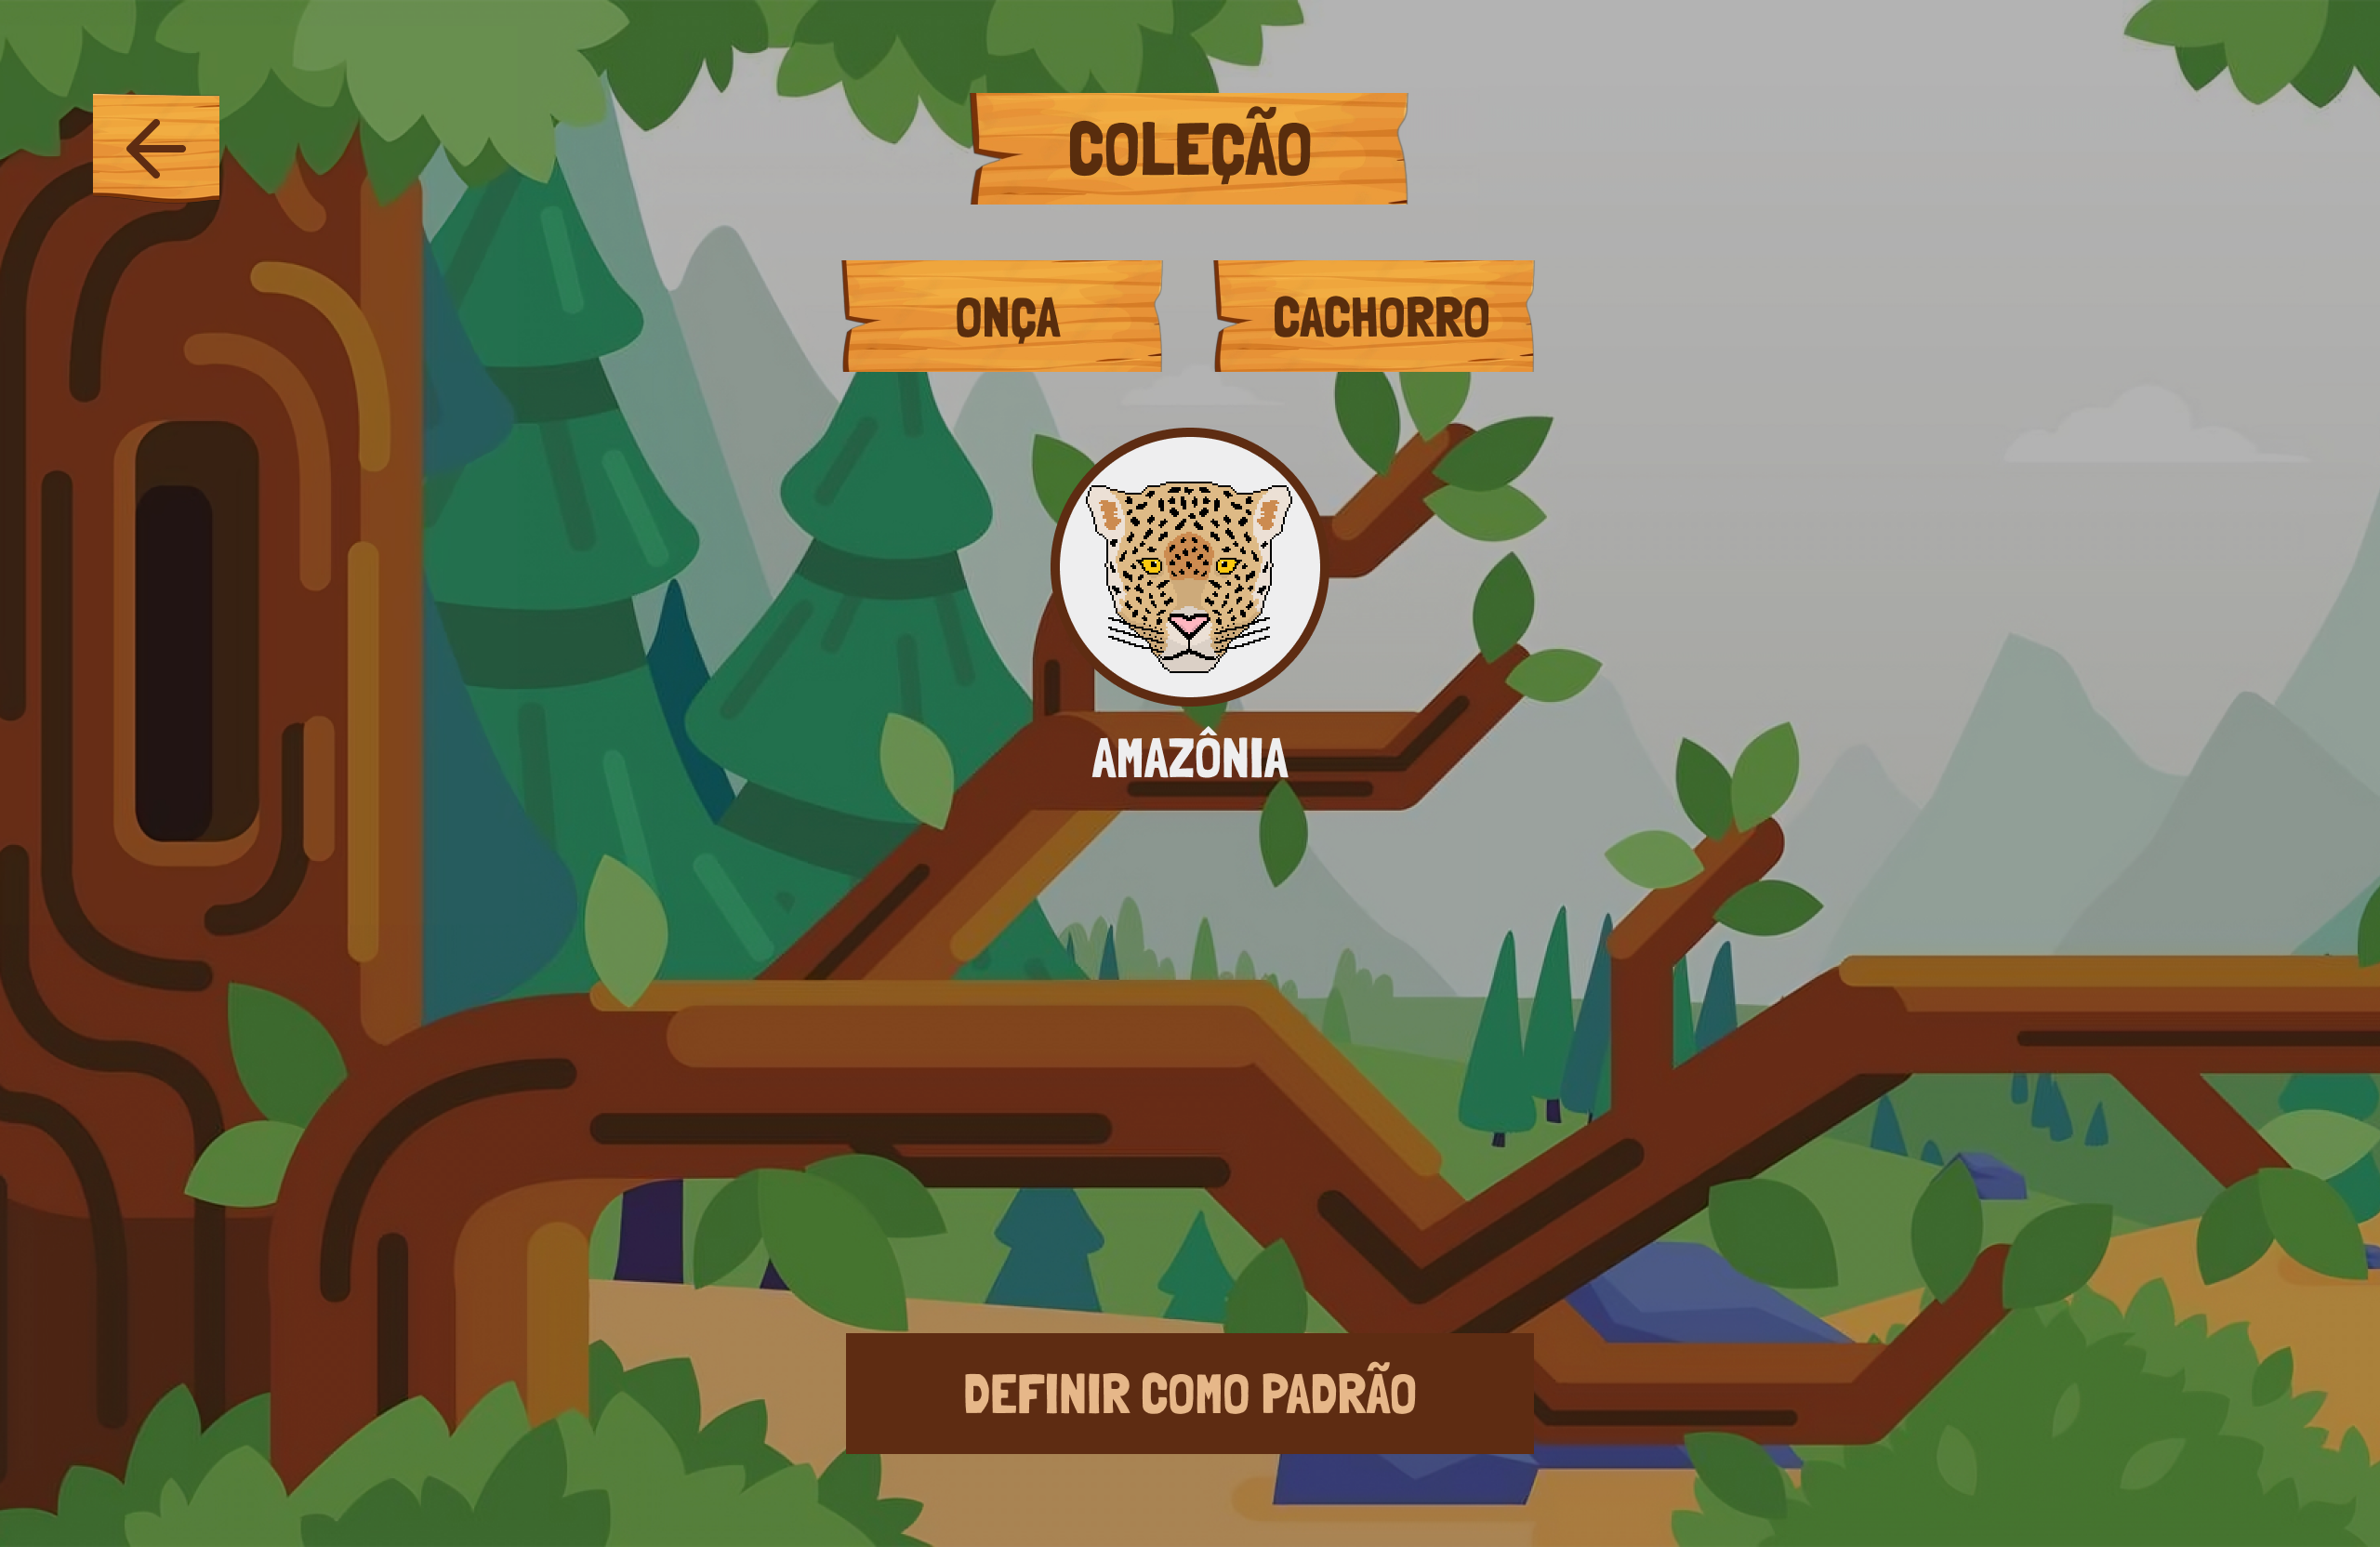 COLEÇÃO
ONÇA
CACHORRO
AMAZÔNIA
DEFINIR COMO PADRÃO